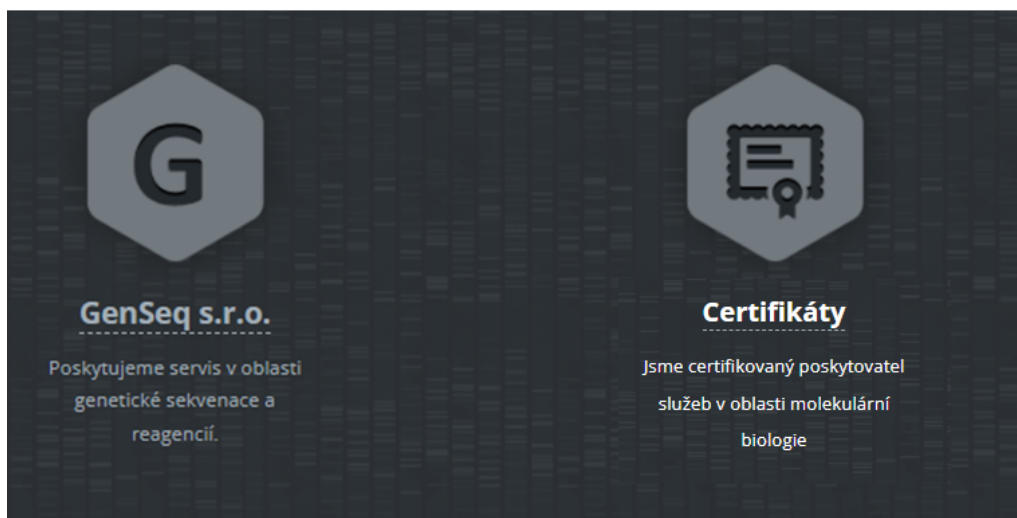 G
GenSeq s.r.o.
Poskytujeme servis v oblasti
genetické sekvenace a
reagencií.
Certifikáty
Jsme certifikovaný poskytovatel
služeb v oblasti molekulární
biologie